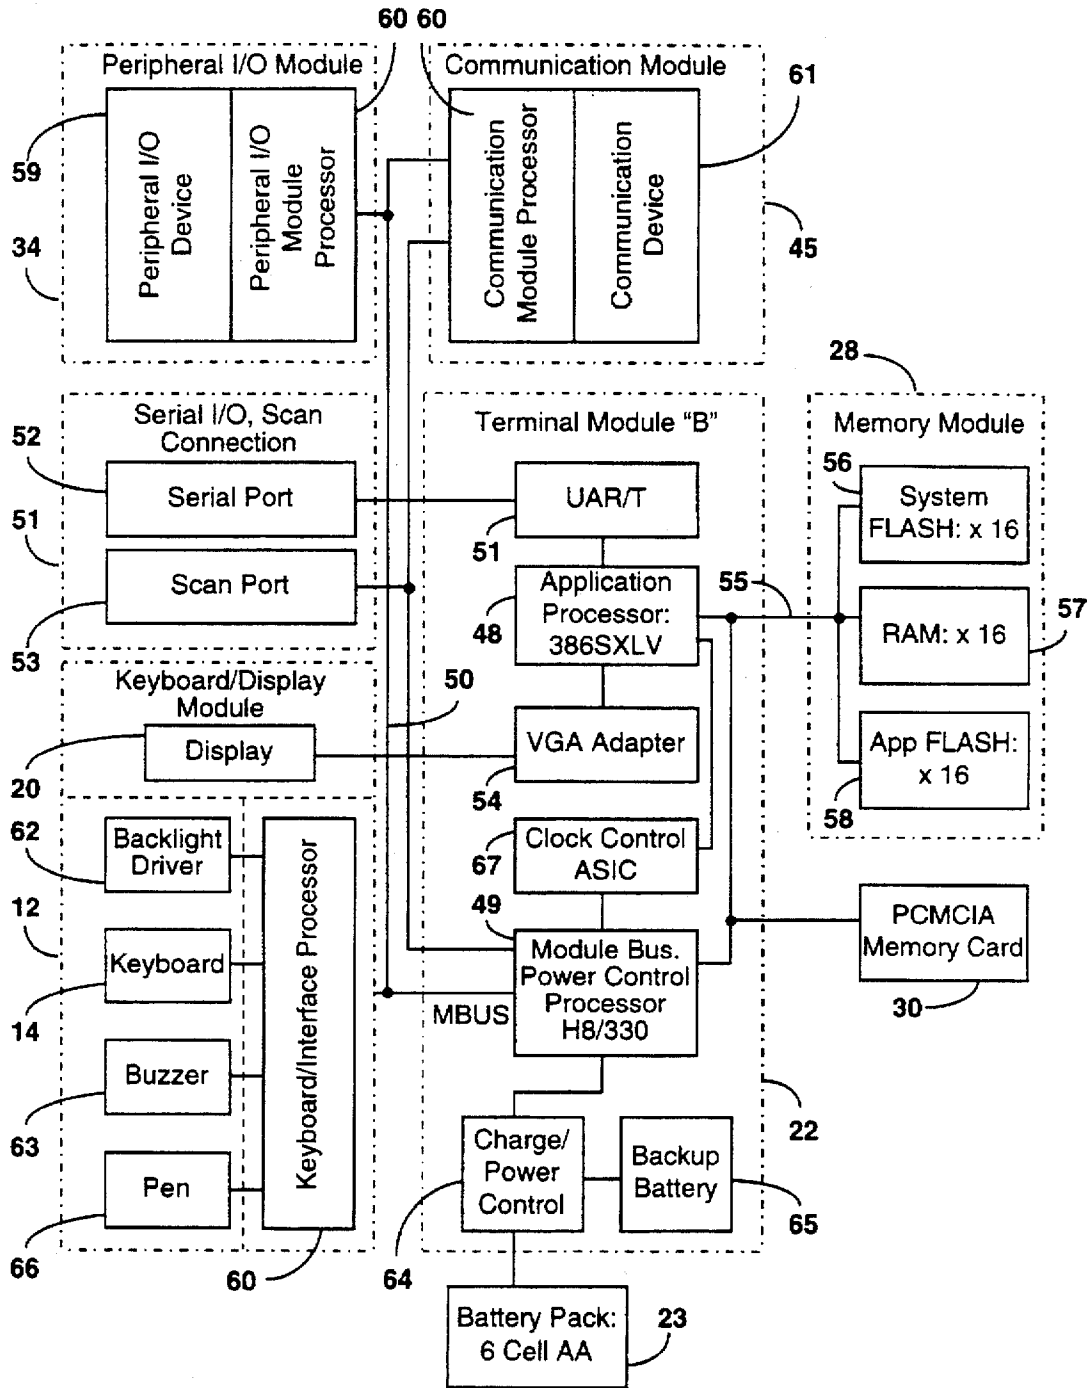 60 60
Peripheral I/O Module
Communication Module
61
59
Peripheral I/O
Device
Peripheral I/O
Module
Processor
Communication
Module Processor
Communication
Device
34
45
28
Serial I/O, Scan
Connection
Terminal Module "B"
Memory Module
52
56
Serial Port
UAR/T
System
FLASH: x 16
51
51
Scan Port
Application
Processor:
386SXLV
55
57
48
RAM: x 16
53
Keyboard/Display
Module
50
Display
VGA Adapter
App FLASH:
x 16
20
54
58
62
Backlight
Driver
67
Clock Control
ASIC
12
49
Keyboard/Interface Processor
PCMCIA
Memory Card
Keyboard
Module Bus.
Power Control
Processor
H8/330
14
MBUS
30
Buzzer
63
22
Charge/
Power
Control
Backup
Battery
Pen
65
66
60
64
Battery Pack:
6 Cell AA
23